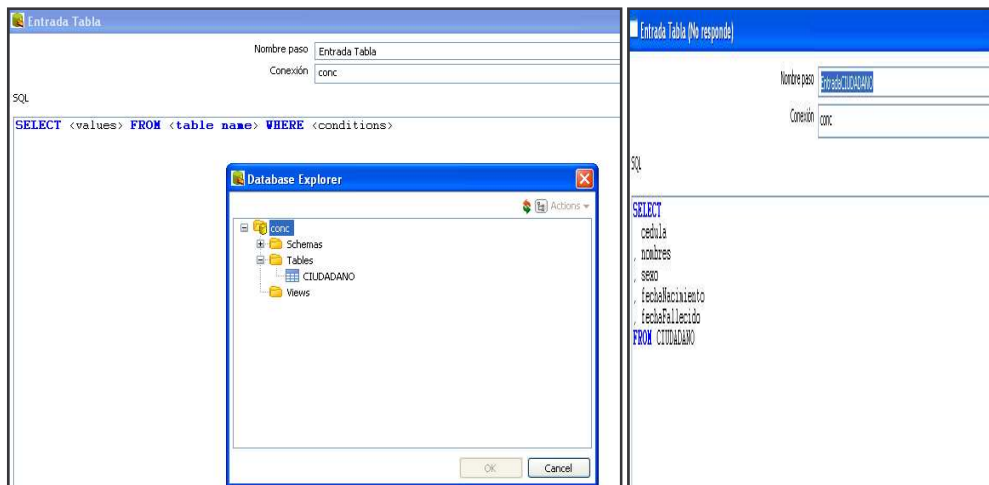 Entrada Tabla
Nombre paso Entrada Tabla
Conexión conc
SQL
SELECT <values> FROM <table name> WHERE <conditions>
Database Explorer
Actions
conc
Schemas
Tables
CIUDADANO
Views
OK Cancel
Entrada Tabla (No responde)
Nombre paso EntradaCIUDADANO
Conexión conc
SQL
SELECT
cedula
, nombres
, sexo
, fechaNacimiento
, fechaFallecido
FROM CIUDADANO